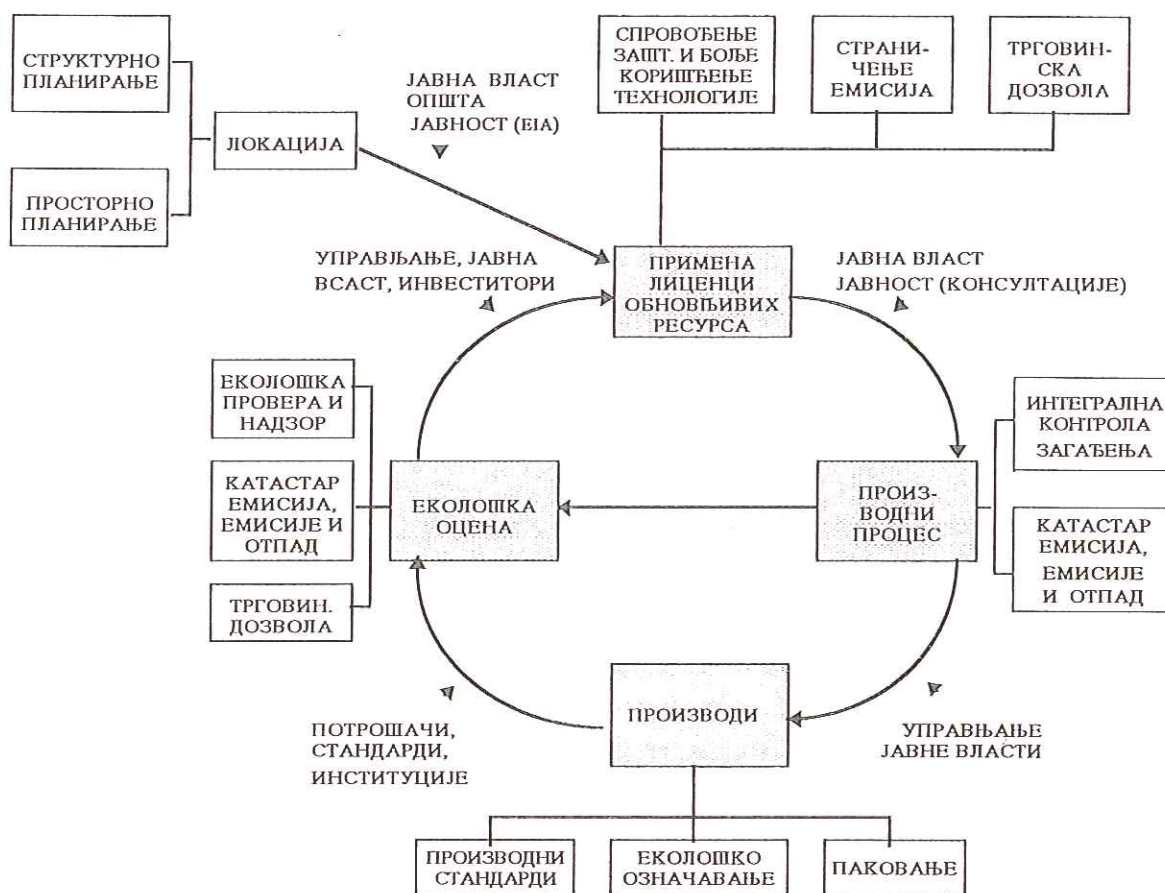 СТРУКТУРНО
ПЛАНИРАЊЕ
ПРОСТОРНО
ПЛАНИРАЊЕ
ЛОКАЦИЈА
ЈАВНА ВЛАСТ
ОПШТА
ЈАВНОСТ (EIA)
СПРОВОЂЕЊЕ
ЗАШТ. И БОЉЕ
КОРИШЋЕЊЕ
ТЕХНОЛОГИЈЕ
СТРАНИ-
ЧЕЊЕ
ЕМИСИЈА
ТРГОВИН-
СКА
ДОЗВОЛА
УПРАВЉАЊЕ, ЈАВНА
ВСАСТ, ИНВЕСТИТОРИ
ПРИМЕНА
ЛИЦЕНЦИ
ОБНОВЉИВИХ
РЕСУРСА
ЈАВНА ВЛАСТ
ЈАВНОСТ (КОНСУЛТАЦИЈЕ)
ЕКОЛОШКА
ПРОВЕРА И
НАДЗОР
КАТАСТАР
ЕМИСИЈА,
ЕМИСИЈЕ И
ОТПАД
ТРГОВИН.
ДОЗВОЛА
ЕКОЛОШКА
ОЦЕНА
ПРОИЗ-
ВОДНИ
ПРОЦЕС
ИНТЕГРАЛНА
КОНТРОЛА
ЗАГАЂЕЊА
КАТАСТАР
ЕМИСИЈА,
ЕМИСИЈЕ
И ОТПАД
ПОТРОШАЧИ,
СТАНДАРДИ,
ИНСТИТУЦИЈЕ
ПРОИЗВОДИ
УПРАВЉАЊЕ
ЈАВНЕ ВЛАСТИ
ПРОИЗВОДНИ
СТАНДАРДИ
ЕКОЛОШКО
ОЗНАЧАВАЊЕ
ПАКОВАЊЕ